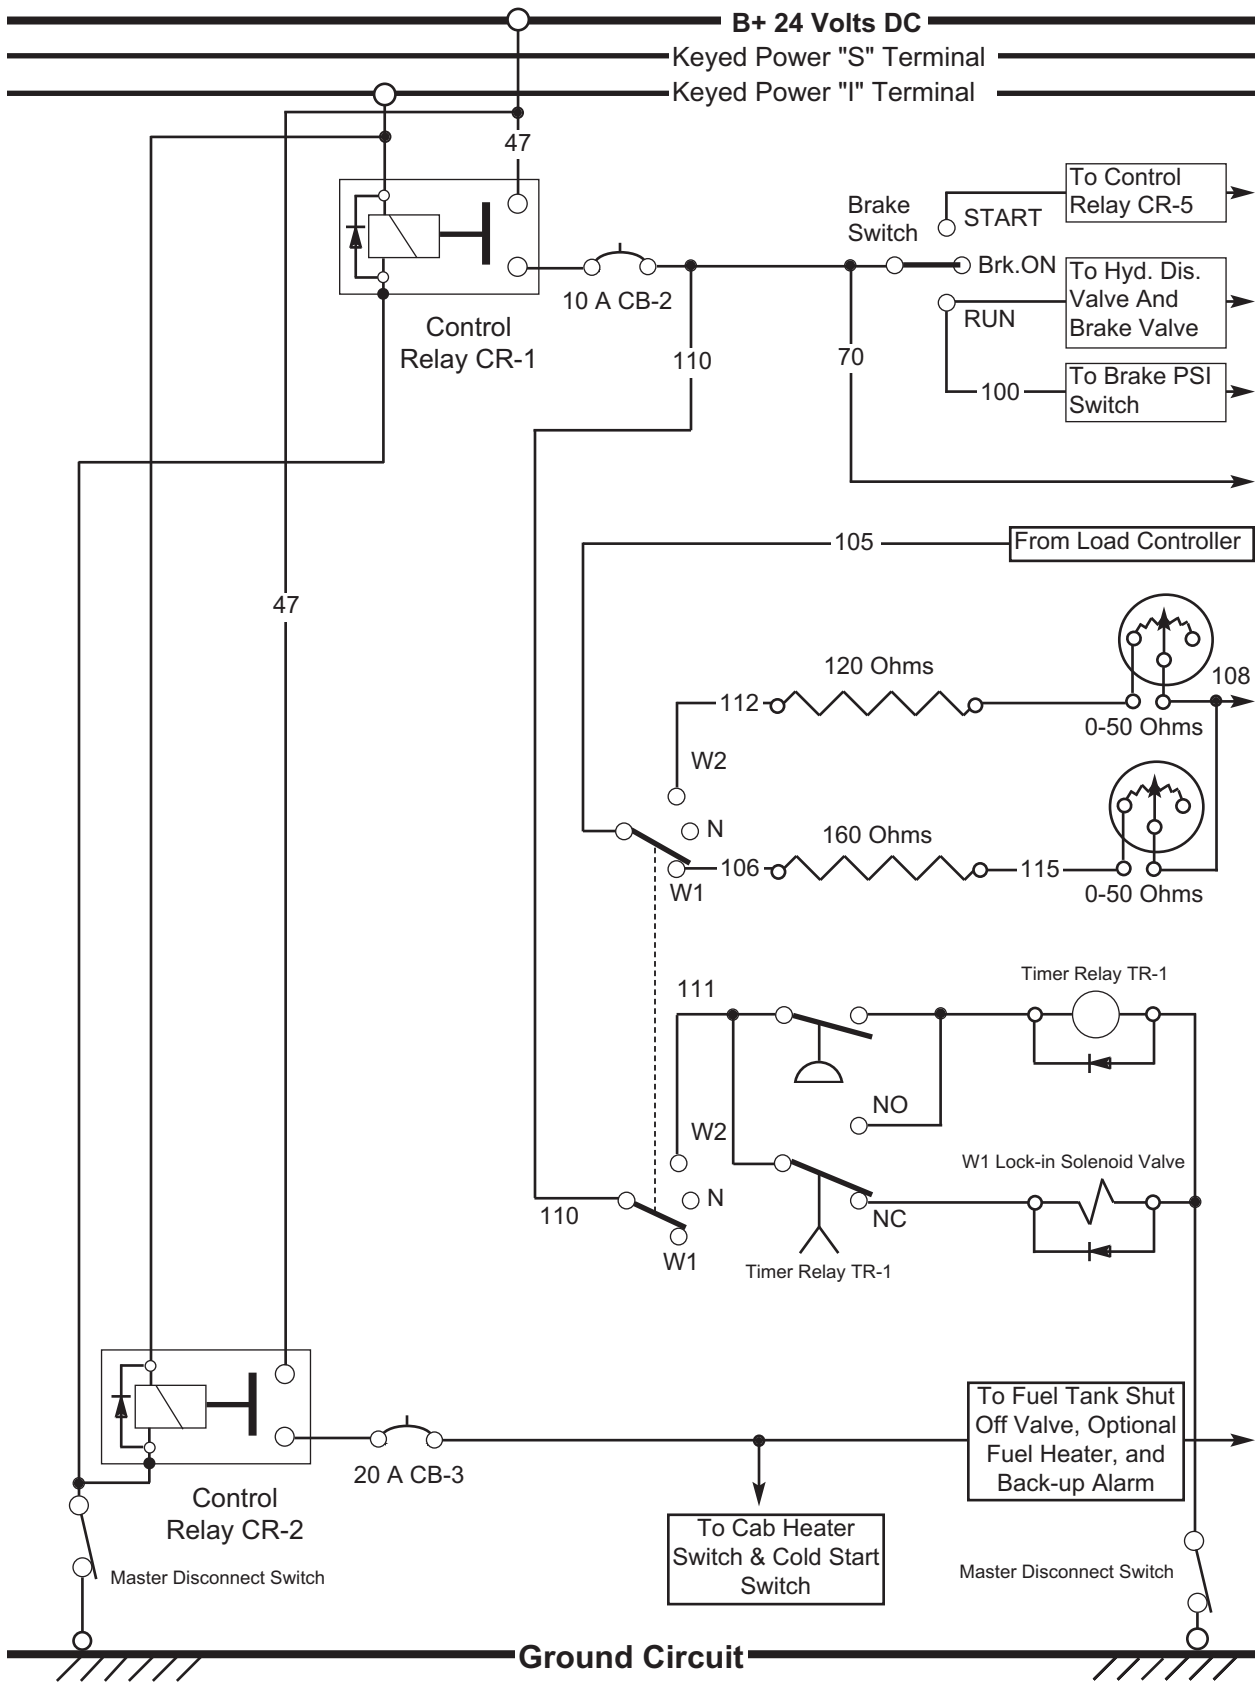 B+ 24 Volts DC
Keyed Power "S" Terminal
Keyed Power "I" Terminal
47
To Control
Relay CR-5
Brake
Switch
START
Brk.ON
10 A CB-2
To Hyd. Dis.
Valve And
Brake Valve
RUN
Control
Relay CR-1
110
70
100
To Brake PSI
Switch
105
From Load Controller
47
120 Ohms
108
112
0-50 Ohms
W2
N
160 Ohms
106
115
W1
0-50 Ohms
Timer Relay TR-1
111
NO
W2
W1 Lock-in Solenoid Valve
N
110
NC
W1
Timer Relay TR-1
To Fuel Tank Shut
Off Valve, Optional
Fuel Heater, and
Back-up Alarm
20 A CB-3
Control
Relay CR-2
To Cab Heater
Switch & Cold Start
Switch
Master Disconnect Switch
Master Disconnect Switch
Ground Circuit